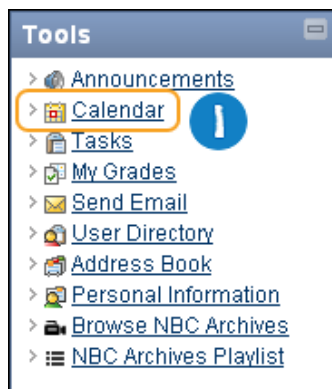 Tools
Announcements
Calendar
1
Tasks
My Grades
Send Email
User Directory
Address Book
Personal Information
Browse NBC Archives
NBC Archives Playlist